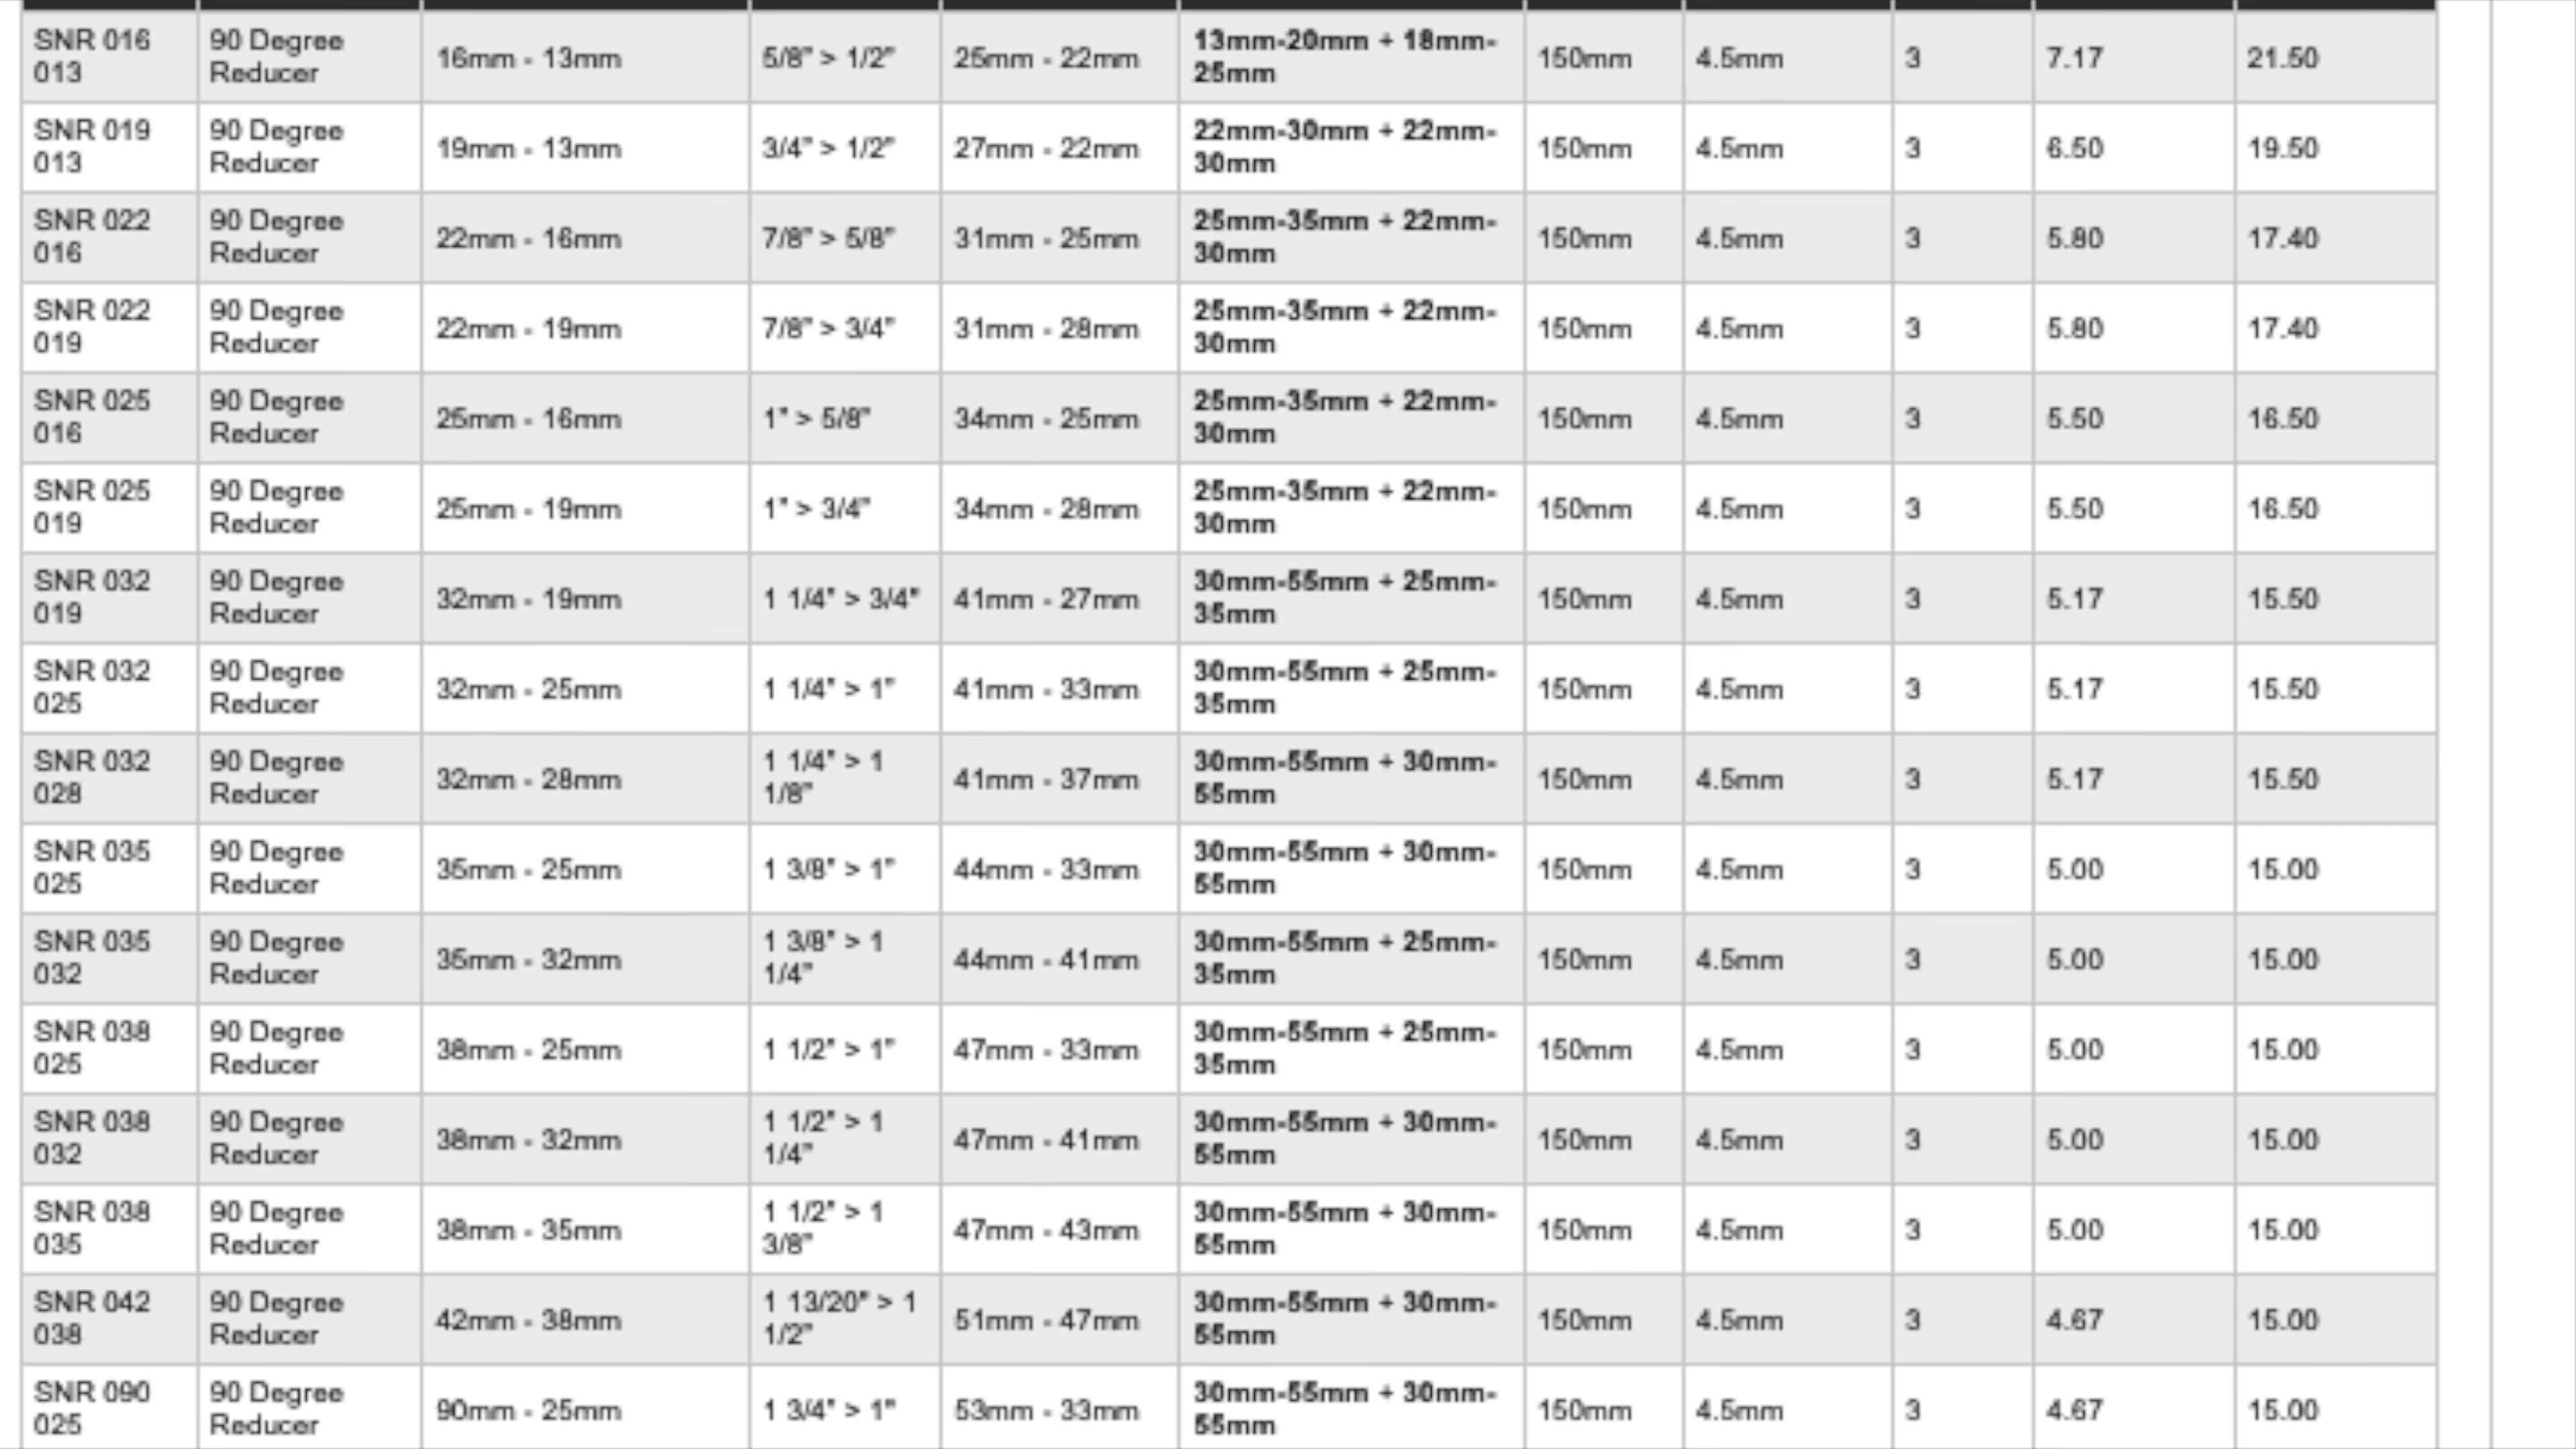 SNR 016 013 90 Degree Reducer 16mm - 13mm 5/8" > 1/2" 25mm - 22mm 13mm-20mm + 18mm-25mm 150mm 4.5mm 3 7.17 21.50
SNR 019 013 90 Degree Reducer 19mm - 13mm 3/4" > 1/2" 27mm - 22mm 22mm-30mm + 22mm-30mm 150mm 4.5mm 3 6.50 19.50
SNR 022 016 90 Degree Reducer 22mm - 16mm 7/8" > 5/8" 31mm - 25mm 25mm-35mm + 22mm-30mm 150mm 4.5mm 3 5.80 17.40
SNR 022 019 90 Degree Reducer 22mm - 19mm 7/8" > 3/4" 31mm - 28mm 25mm-35mm + 22mm-30mm 150mm 4.5mm 3 5.80 17.40
SNR 025 016 90 Degree Reducer 25mm - 16mm 1" > 5/8" 34mm - 25mm 25mm-35mm + 22mm-30mm 150mm 4.5mm 3 5.50 16.50
SNR 025 019 90 Degree Reducer 25mm - 19mm 1" > 3/4" 34mm - 28mm 25mm-35mm + 22mm-30mm 150mm 4.5mm 3 5.50 16.50
SNR 032 019 90 Degree Reducer 32mm - 19mm 1 1/4" > 3/4" 41mm - 27mm 30mm-55mm + 25mm-35mm 150mm 4.5mm 3 5.17 15.50
SNR 032 025 90 Degree Reducer 32mm - 25mm 1 1/4" > 1" 41mm - 33mm 30mm-55mm + 25mm-35mm 150mm 4.5mm 3 5.17 15.50
SNR 032 028 90 Degree Reducer 32mm - 28mm 1 1/4" > 1 1/8" 41mm - 37mm 30mm-55mm + 30mm-55mm 150mm 4.5mm 3 5.17 15.50
SNR 035 025 90 Degree Reducer 35mm - 25mm 1 3/8" > 1" 44mm - 33mm 30mm-55mm + 30mm-55mm 150mm 4.5mm 3 5.00 15.00
SNR 035 032 90 Degree Reducer 35mm - 32mm 1 3/8" > 1 1/4" 44mm - 41mm 30mm-55mm + 25mm-35mm 150mm 4.5mm 3 5.00 15.00
SNR 038 025 90 Degree Reducer 38mm - 25mm 1 1/2" > 1" 47mm - 33mm 30mm-55mm + 25mm-35mm 150mm 4.5mm 3 5.00 15.00
SNR 038 032 90 Degree Reducer 38mm - 32mm 1 1/2" > 1 1/4" 47mm - 41mm 30mm-55mm + 30mm-55mm 150mm 4.5mm 3 5.00 15.00
SNR 038 035 90 Degree Reducer 38mm - 35mm 1 1/2" > 1 3/8" 47mm - 43mm 30mm-55mm + 30mm-55mm 150mm 4.5mm 3 5.00 15.00
SNR 042 038 90 Degree Reducer 42mm - 38mm 1 13/20" > 1 1/2" 51mm - 47mm 30mm-55mm + 30mm-55mm 150mm 4.5mm 3 4.67 15.00
SNR 090 025 90 Degree Reducer 90mm - 25mm 1 3/4" > 1" 53mm - 33mm 30mm-55mm + 30mm-55mm 150mm 4.5mm 3 4.67 15.00